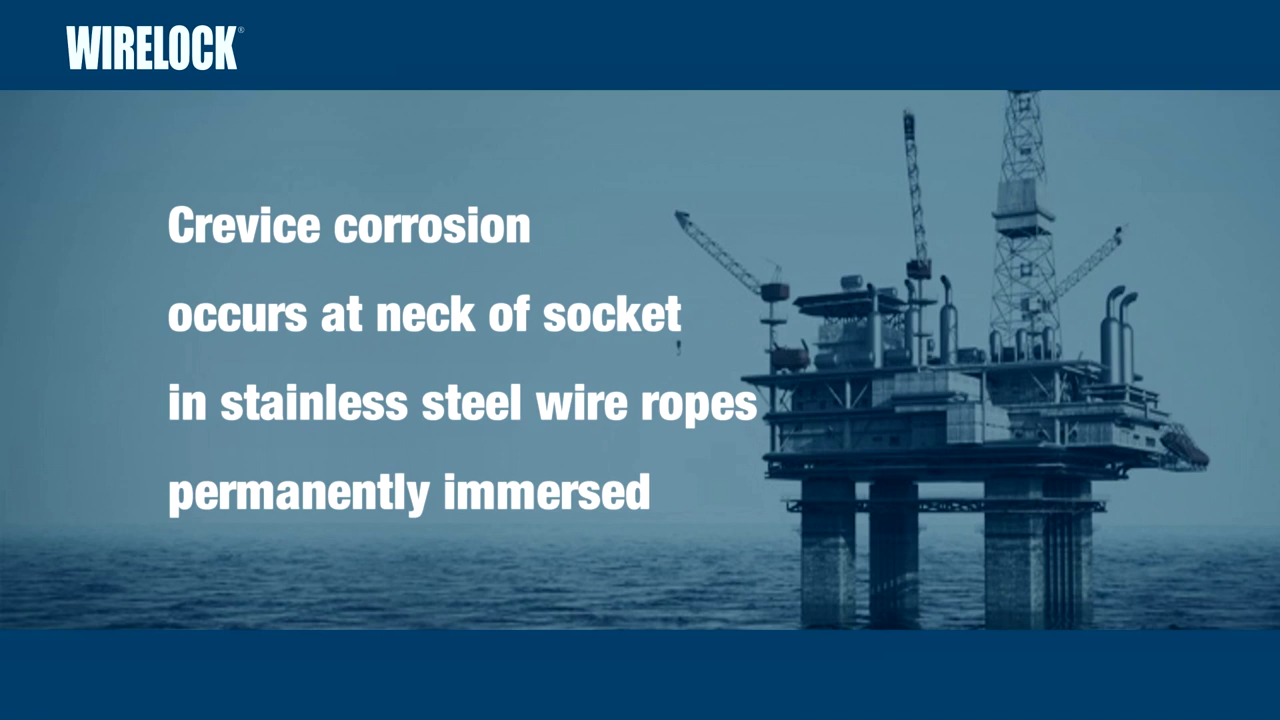 WIRELOCK®
Crevice corrosion
occurs at neck of socket
in stainless steel wire ropes
permanently immersed